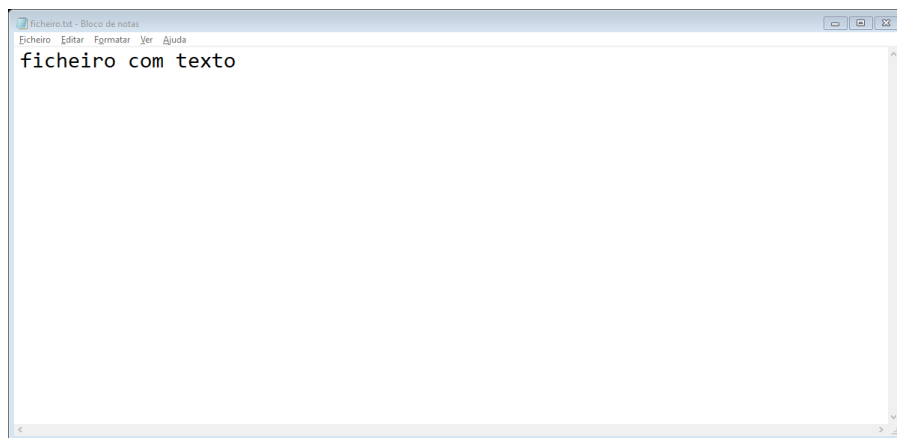 ficheiro.txt - Bloco de notas
Ficheiro Editar Formatar Ver Ajuda
ficheiro com texto